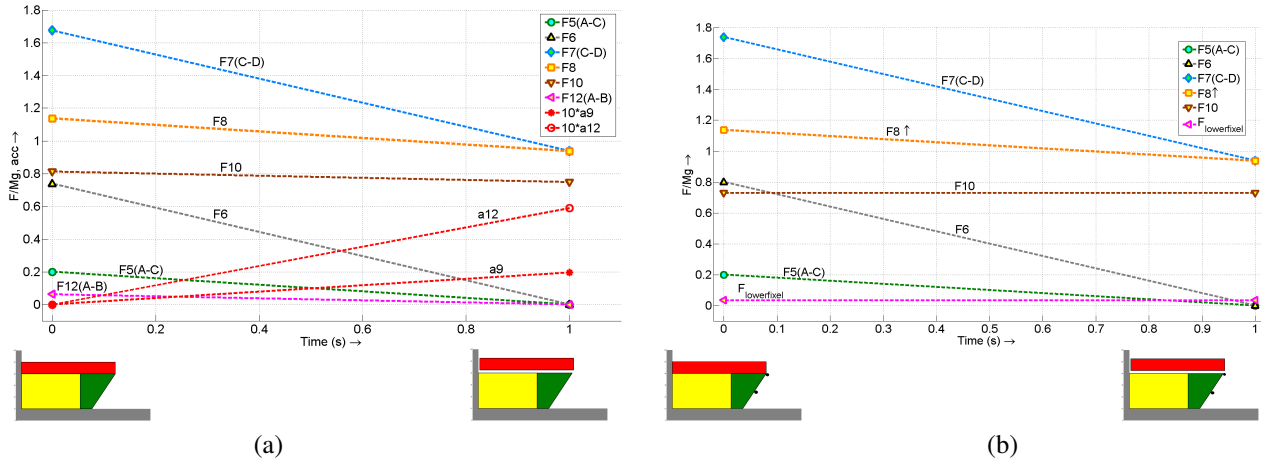 1.8
1.6
1.4
1.2
1
0.8
0.6
0.4
0.2
0
F/Mg, acc →
F5(A-C)
F6
F7(C-D)
F8
F10
F12(A-B)
10*a9
10*a12
F7(C-D)
F8
F10
F6
a12
F5(A-C)
a9
F12(A-B)
0 0.2 0.4 0.6 0.8 1
Time (s) →
(a)
1.8
1.6
1.4
1.2
1
0.8
0.6
0.4
0.2
0
F/Mg →
F5(A-C)
F6
F7(C-D)
F8↑
F10
F lowerfixel
F7(C-D)
F8 ↑
F10
F6
F5(A-C)
F lowerfixel
0 0.1 0.2 0.3 0.4 0.5 0.6 0.7 0.8 0.9 1
Time (s) →
(b)